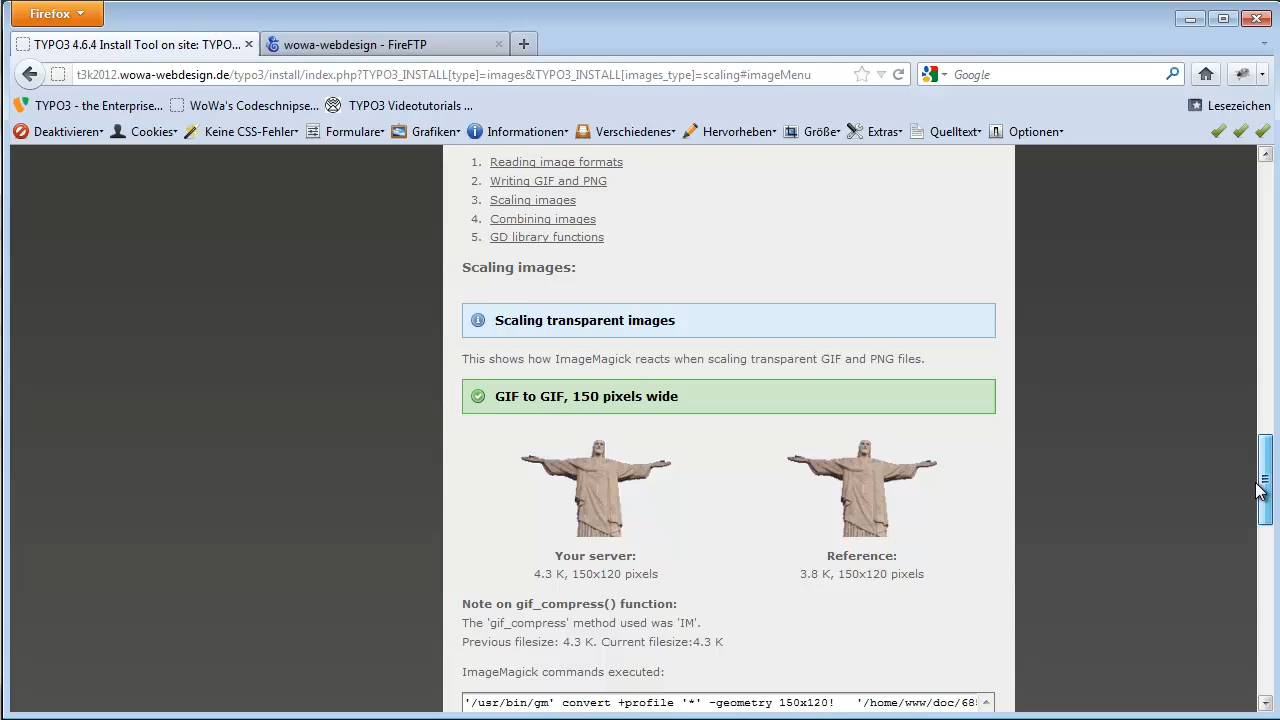 Firefox
TYPO3 4.6.4 Install Tool on site: TYPO...
wowa-webdesign - FireFTP
t3k2012.wowa-webdesign.de/typo3/install/index.php?TYPO3_INSTALL[type]=images&TYPO3_INSTALL[images_type]=scaling#imageMenu
Google
TYPO3 - the Enterprise...
WoWa's Codeschnipse...
TYPO3 Videotutorials ...
Lesezeichen
Deaktivieren
Cookies
Keine CSS-Fehler
Formulare
Grafiken
Informationen
Verschiedenes
Hervorheben
Größe
Extras
Quelltext
Optionen
1. Reading image formats
2. Writing GIF and PNG
3. Scaling images
4. Combining images
5. GD library functions
Scaling images:
Scaling transparent images
This shows how ImageMagick reacts when scaling transparent GIF and PNG files.
GIF to GIF, 150 pixels wide
Your server:
4.3 K, 150x120 pixels
Reference:
3.8 K, 150x120 pixels
Note on gif_compress() function:
The 'gif_compress' method used was 'IM'.
Previous filesize: 4.3 K. Current filesize:4.3 K
ImageMagick commands executed:
'/usr/bin/gm' convert +profile '*' -geometry 150x120! '/home/www/doc/68